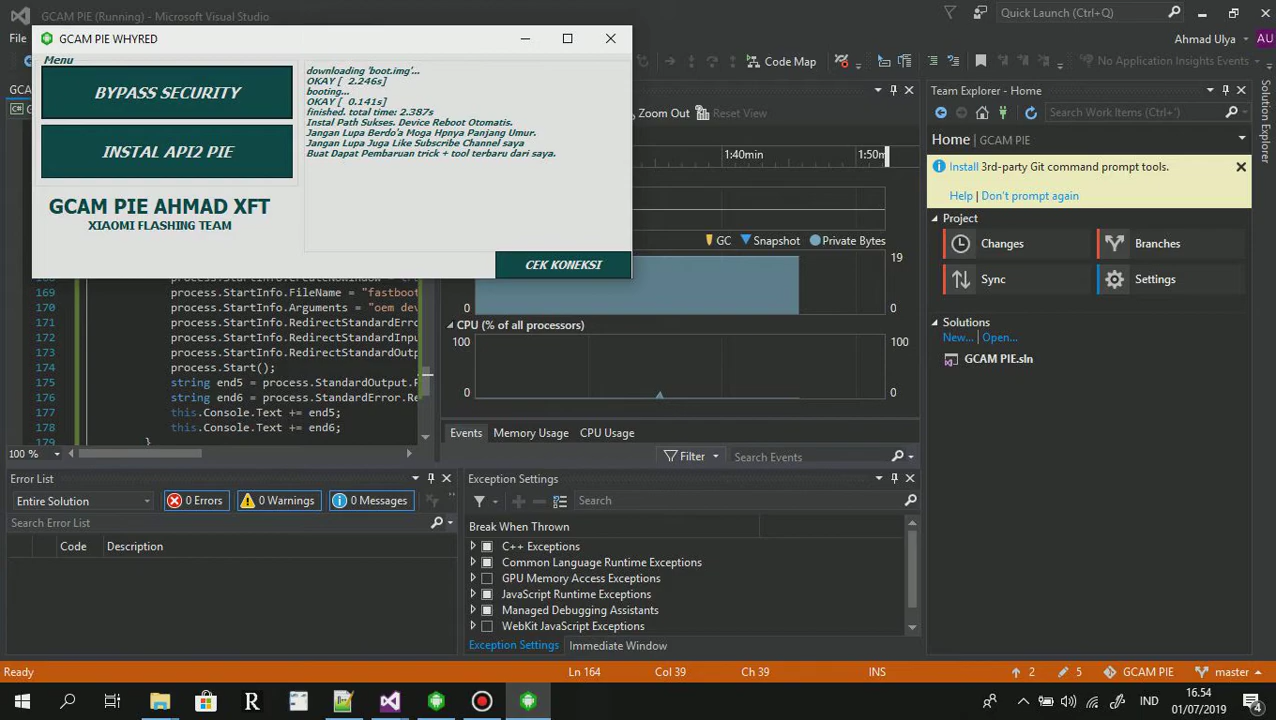 GCAM PIE (Running) - Microsoft Visual Studio
Quick Launch (Ctrl+Q)
File
Ahmad Ulya
AU
GCAM PIE WHYRED
Menu
BYPASS SECURITY
INSTAL API2 PIE
GCAM PIE AHMAD XFT
XIAOMI FLASHING TEAM
downloading 'boot.img'...
OKAY [ 2.246s]
booting...
OKAY [ 0.141s]
finished. total time: 2.387s
Instal Path Sukses. Device Reboot Otomatis.
Jangan Lupa Berdo'a Moga Hpnya Panjang Umur.
Jangan Lupa Juga Like Subscribe Channel saya
Buat Dapat Pembaruan trick + tool terbaru dari saya.
CEK KONEKSI
Code Map
No Application Insights Events
Zoom Out
Reset View
1:40min
1:50m
GC
Snapshot
Private Bytes
19
0
0
CPU (% of all processors)
100
100
0
0
Events
Memory Usage
CPU Usage
Filter
Search Events
169
process.StartInfo.FileName = "fastboot
170
process.StartInfo.Arguments = "oem dev
171
process.StartInfo.RedirectStandardErro
172
process.StartInfo.RedirectStandardInpu
173
process.StartInfo.RedirectStandardOutp
174
process.Start();
175
string end5 = process.StandardOutput.R
176
string end6 = process.StandardError.Re
177
this.Console.Text += end5;
178
this.Console.Text += end6;
179
}
100 %
Team Explorer - Home
Search Work Items (Ctrl+')
Home
GCAM PIE
Install 3rd-party Git command prompt tools.
Help
Don't prompt again
Project
Changes
Branches
Sync
Settings
Solutions
New...
Open...
GCAM PIE.sln
Solution Explorer
Properties
Error List
Entire Solution
0 Errors
0 Warnings
0 Messages
Search Error List
Code
Description
Exception Settings
Search
Break When Thrown
C++ Exceptions
Common Language Runtime Exceptions
GPU Memory Access Exceptions
JavaScript Runtime Exceptions
Managed Debugging Assistants
WebKit JavaScript Exceptions
Exception Settings
Immediate Window
Ready
Ln 164
Col 39
Ch 39
INS
2
5
GCAM PIE
master
R
IND
16.54
01/07/2019
4